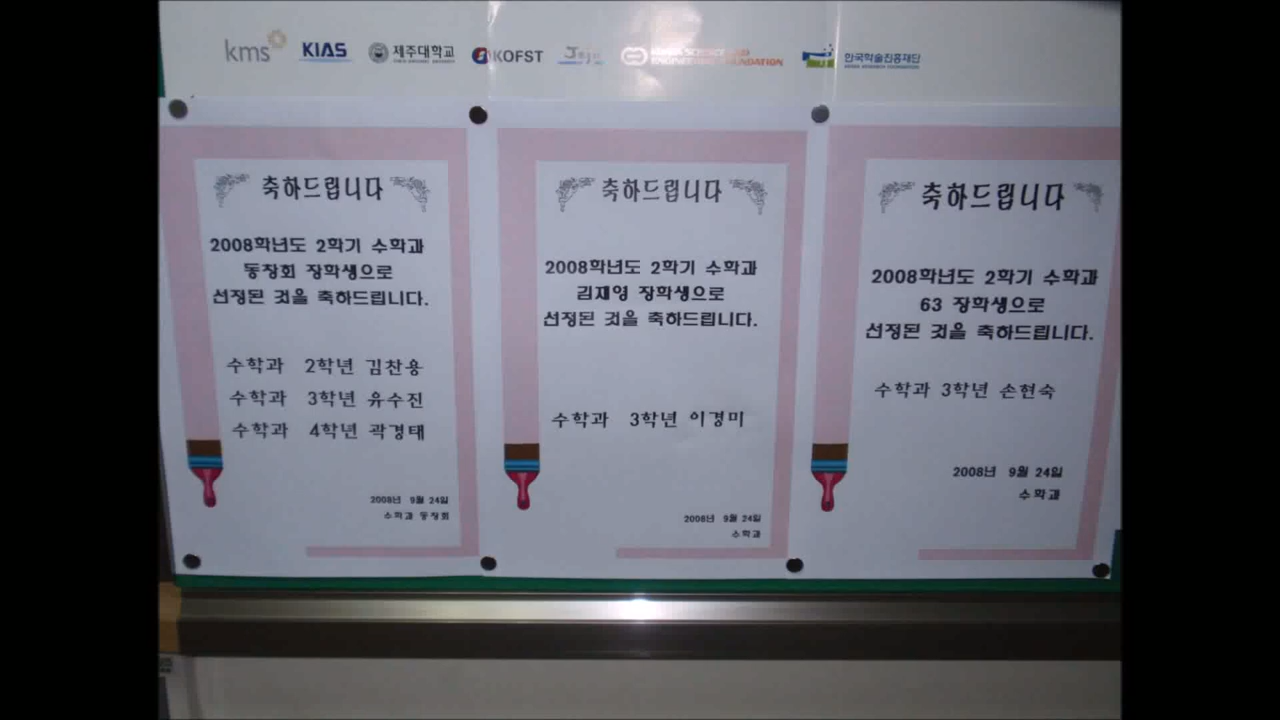 kms KIAS 제주대학교 KOFST KOREA SCIENCE AND ENGINEERING FOUNDATION 한국학술진흥재단
축하드립니다
2008학년도 2학기 수학과
동창회 장학생으로
선정된 것을 축하드립니다.
수학과 2학년 김찬용
수학과 3학년 유수진
수학과 4학년 곽경태
2008년 9월 24일
수학과 동창회
축하드립니다
2008학년도 2학기 수학과
김재영 장학생으로
선정된 것을 축하드립니다.
수학과 3학년 이경미
2008년 9월 24일
수학과
축하드립니다
2008학년도 2학기 수학과
63 장학생으로
선정된 것을 축하드립니다.
수학과 3학년 손현숙
2008년 9월 24일
수학과